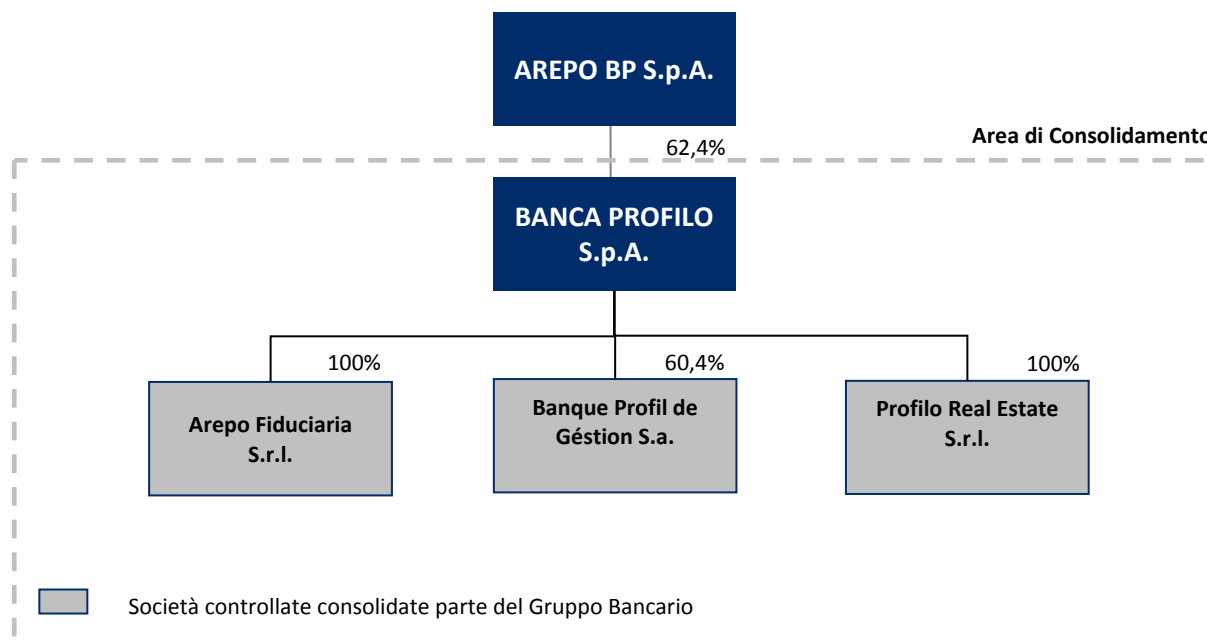 AREPO BP S.p.A.
62,4%
Area di Consolidamento
BANCA PROFILO
S.p.A.
100%
60,4%
100%
Arepo Fiduciaria
S.r.l.
Banque Profil de
Géstion S.a.
Profilo Real Estate
S.r.l.
Società controllate consolidate parte del Gruppo Bancario